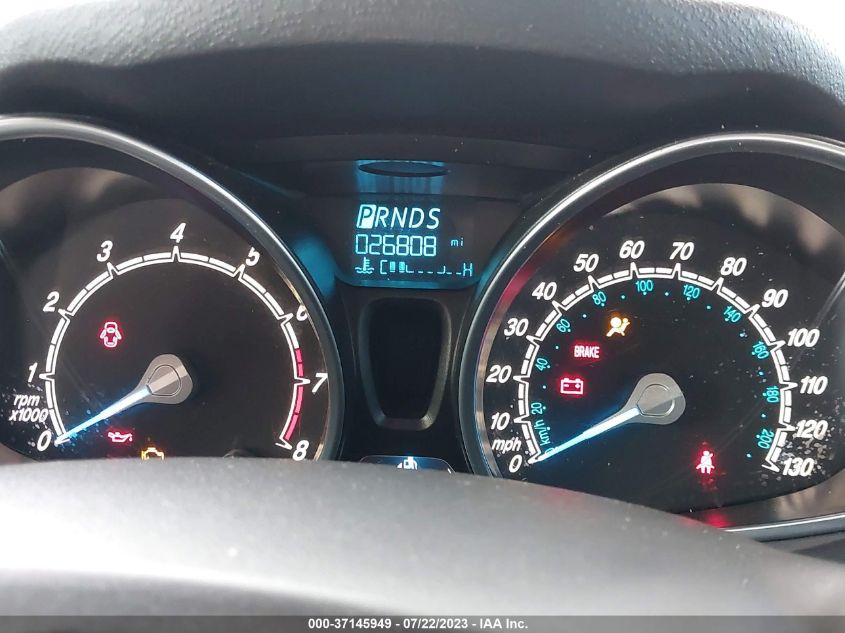 PRNDS
026808 mi
C H
0 1 2 3 4 5 6 7 8
rpm
x1000
0 10 20 30 40 50 60 70 80 90 100 110 120 130
mph
km/h
20 40 60 80 100 120 140 160 180 200
BRAKE
000-37145949 - 07/22/2023 - IAA Inc.